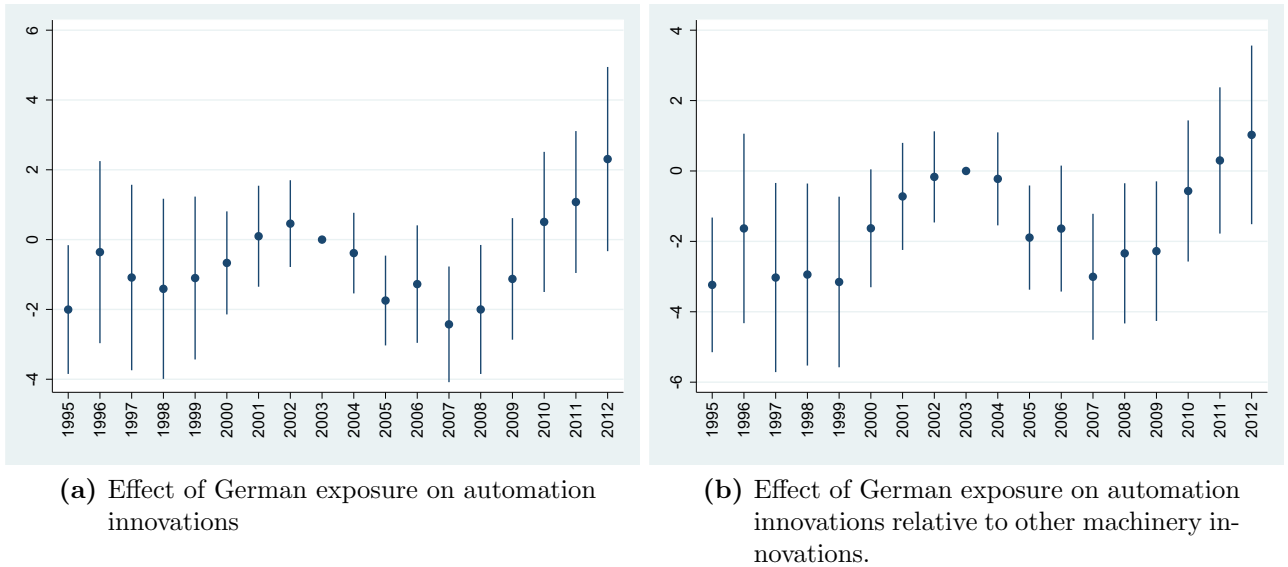 6
4
2
0
-2
-4
1995 1996 1997 1998 1999 2000 2001 2002 2003 2004 2005 2006 2007 2008 2009 2010 2011 2012
(a) Effect of German exposure on automation
innovations
4
2
0
-2
-4
-6
1995 1996 1997 1998 1999 2000 2001 2002 2003 2004 2005 2006 2007 2008 2009 2010 2011 2012
(b) Effect of German exposure on automation
innovations relative to other machinery in-
novations.